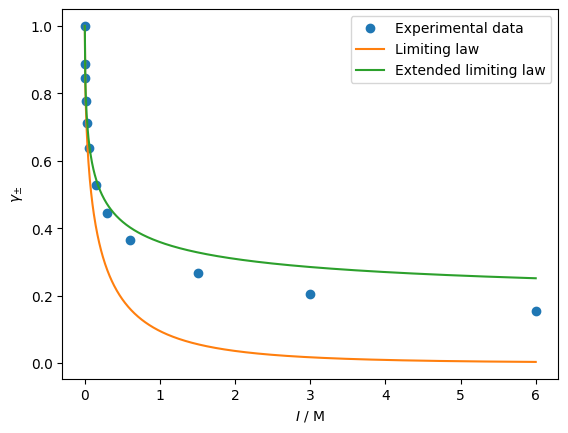 Experimental data
Limiting law
Extended limiting law
1.0
0.8
0.6
0.4
0.2
0.0
γ±
0 1 2 3 4 5 6
I / M